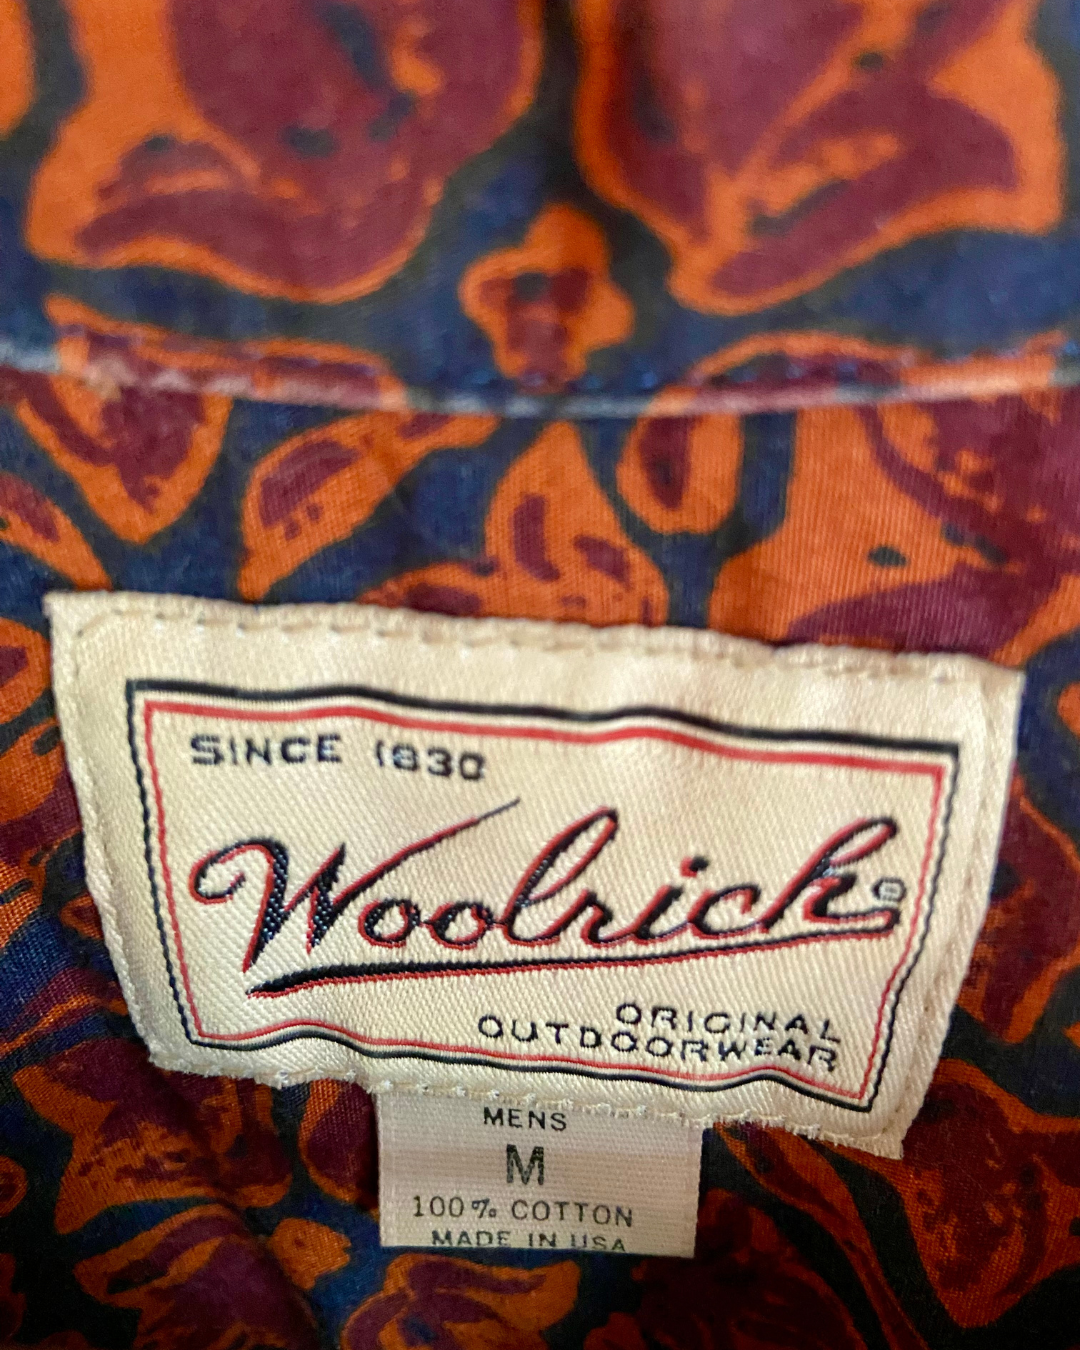 SINCE 1830
Woolrich®
ORIGINAL
OUTDOORWEAR
MENS
M
100% COTTON
MADE IN USA